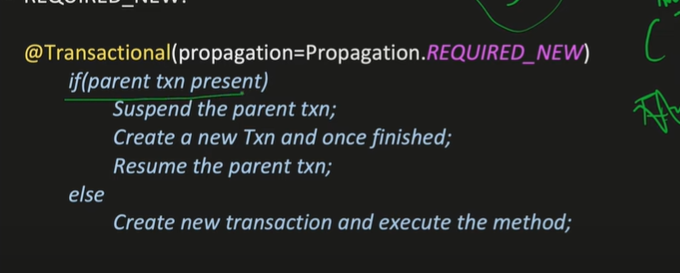 REQUIRED_NEW:
@Transactional(propagation=Propagation.REQUIRED_NEW)
if(parent txn present)
Suspend the parent txn;
Create a new Txn and once finished;
Resume the parent txn;
else
Create new transaction and execute the method;